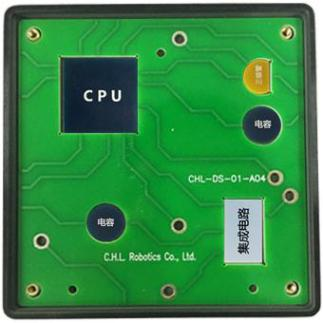 CPU
电容
CHL-DS-01-A04
电容
集成电路
C.H.L. Robotics Co., Ltd.